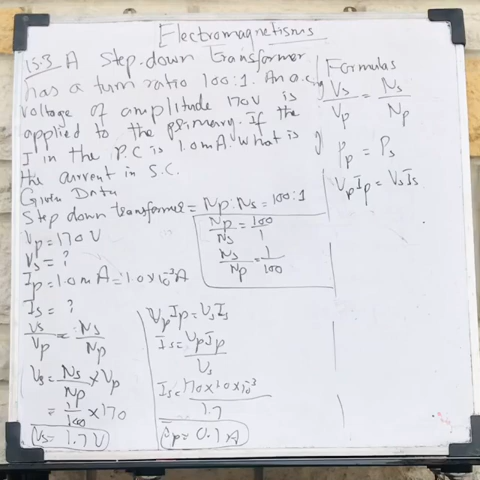 Electromagnetisms
15.3 A Step-down transformer
has a turn ratio 100:1. An a.c
voltage of amplitude 170V is
applied to the primary. If the
I in the P.C is 1.0mA. What is
the current in S.C.
Given Data
Step down transformer = Np:Ns = 100:1
Vp = 170 V
Vs = ?
Ip = 1.0mA = 1.0×10⁻³A
Is = ?
Vs/Vp = Ns/Np
Vs = Ns/Np × Vp
= 1/100 × 170
Vs = 1.7 V
Np/Ns = 100/1
Ns/Np = 1/100
VpIp = VsIs
Is = VpIp/Vs
Is = 170×1.0×10⁻³/1.7
= 0.1 A
Formulas
Vs/Vp = Ns/Np
Pp = Ps
VpIp = VsIs